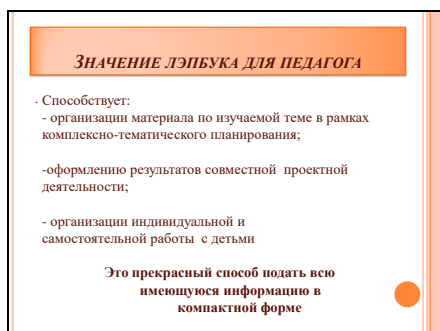 ЗНАЧЕНИЕ ЛЭПБУКА ДЛЯ ПЕДАГОГА
· Способствует:
- организации материала по изучаемой теме в рамках
комплексно-тематического планирования;
-оформлению результатов совместной проектной
деятельности;
- организации индивидуальной и
самостоятельной работы с детьми
Это прекрасный способ подать всю
имеющуюся информацию в
компактной форме